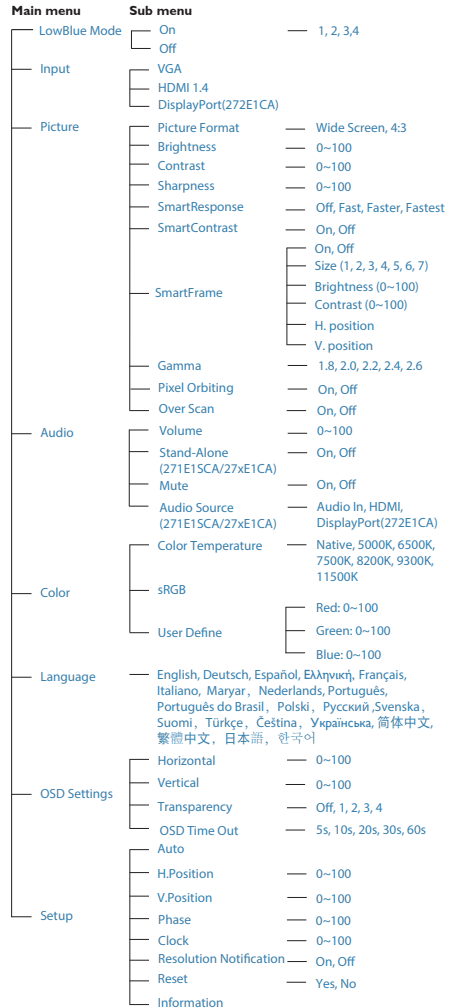 Main menu Sub menu
LowBlue Mode On 1, 2, 3,4
Off
Input VGA
HDMI 1.4
DisplayPort(272E1CA)
Picture Picture Format Wide Screen, 4:3
Brightness 0~100
Contrast 0~100
Sharpness 0~100
SmartResponse Off, Fast, Faster, Fastest
SmartContrast On, Off
On, Off
Size (1, 2, 3, 4, 5, 6, 7)
SmartFrame Brightness (0~100)
Contrast (0~100)
H. position
V. position
Gamma 1.8, 2.0, 2.2, 2.4, 2.6
Pixel Orbiting On, Off
Over Scan On, Off
Audio Volume 0~100
Stand-Alone On, Off
(271E1SCA/27xE1CA)
Mute On, Off
Audio Source Audio In, HDMI,
(271E1SCA/27xE1CA) DisplayPort(272E1CA)
Color Temperature Native, 5000K, 6500K,
7500K, 8200K, 9300K,
11500K
Color sRGB
Red: 0~100
User Define Green: 0~100
Blue: 0~100
Language English, Deutsch, Español, Ελληνική, Français,
Italiano, Maryar, Nederlands, Português,
Português do Brasil, Polski, Русский ,Svenska,
Suomi, Türkçe, Čeština, Українська, 简体中文,
繁體中文, 日本語, 한국어
Horizontal 0~100
Vertical 0~100
OSD Settings Transparency Off, 1, 2, 3, 4
OSD Time Out 5s, 10s, 20s, 30s, 60s
Auto
H.Position 0~100
V.Position 0~100
Setup Phase 0~100
Clock 0~100
Resolution Notification On, Off
Reset Yes, No
Information